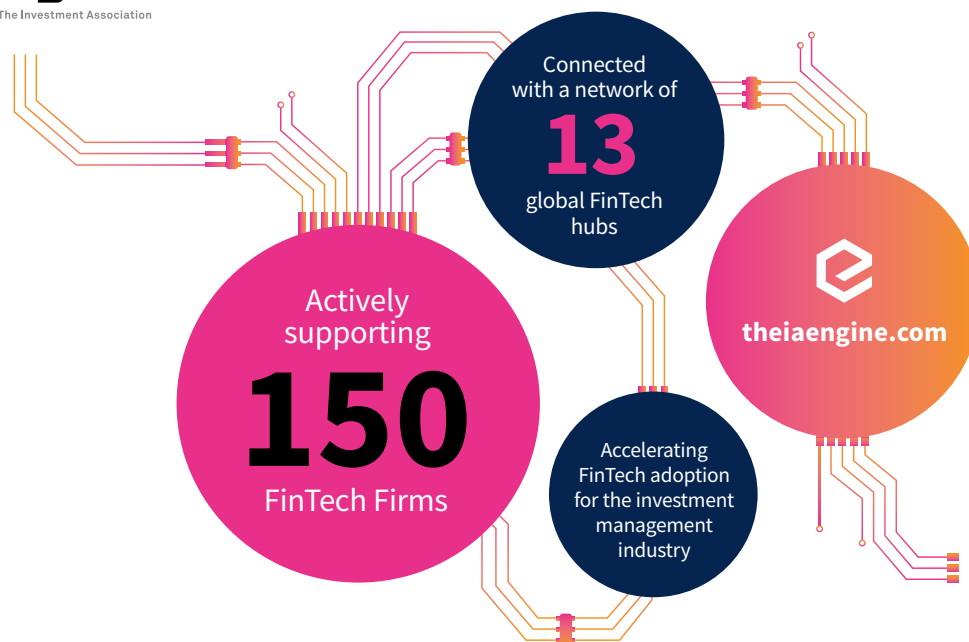 The Investment Association
Connected
with a network of
13
global FinTech
hubs
Actively
supporting
150
FinTech Firms
theiaengine.com
Accelerating
FinTech adoption
for the investment
management
industry